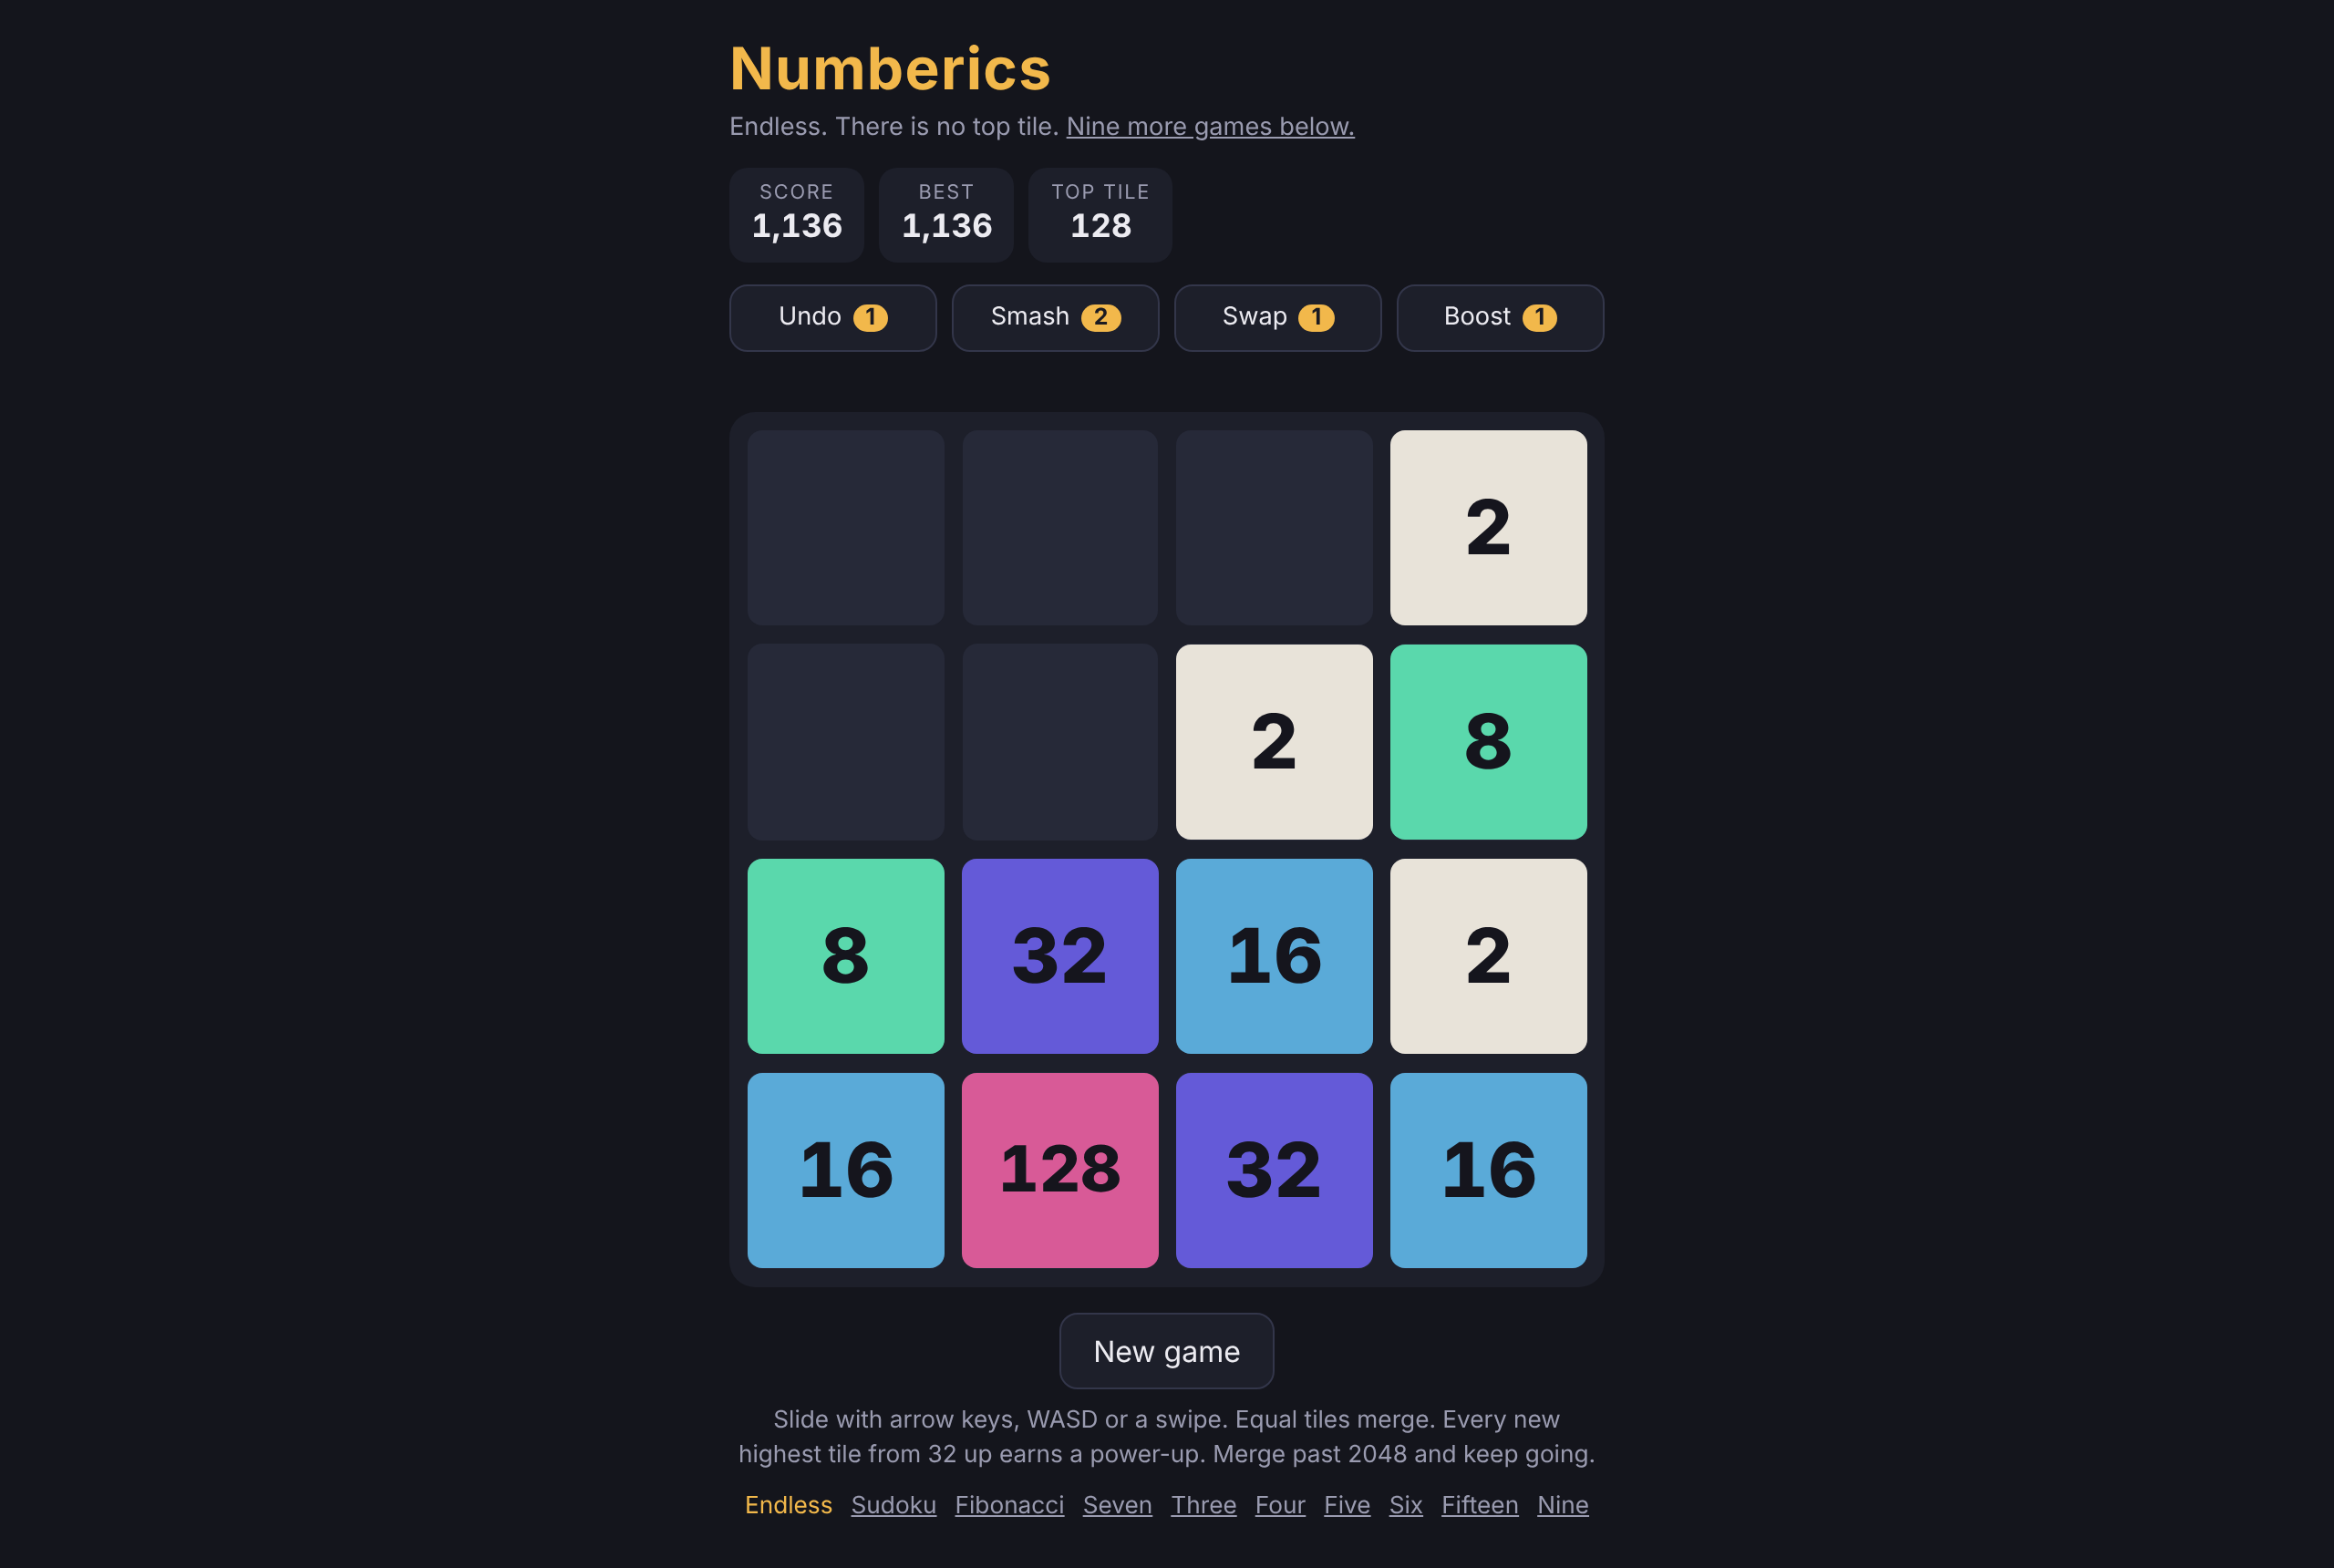 Numberics
Endless. There is no top tile. Nine more games below.
SCORE BEST TOP TILE
1,136 1,136 128
Undo 1 Smash 2 Swap 1 Boost 1
2
2 8
8 32 16 2
16 128 32 16
New game
Slide with arrow keys, WASD or a swipe. Equal tiles merge. Every new
highest tile from 32 up earns a power-up. Merge past 2048 and keep going.
Endless Sudoku Fibonacci Seven Three Four Five Six Fifteen Nine